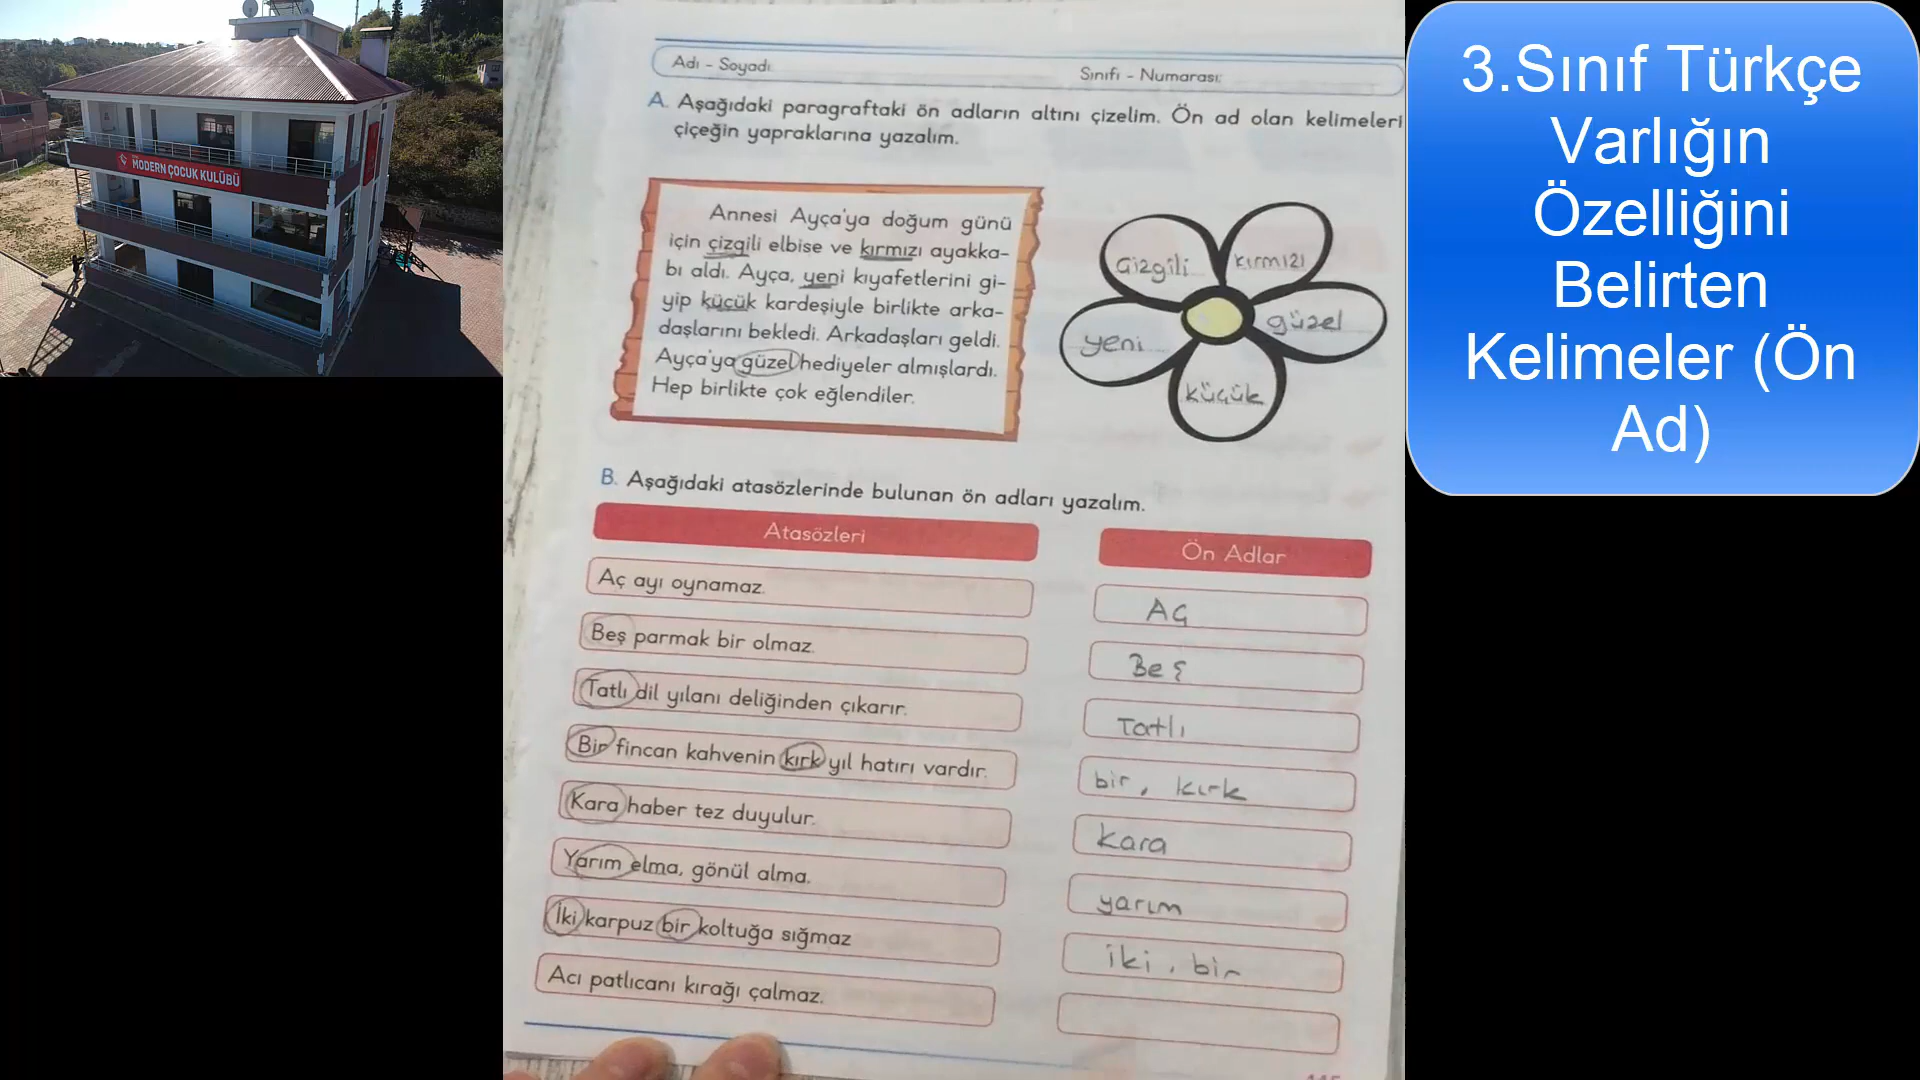 MODERN ÇOCUK KULÜBÜ
Adı - Soyadı:
Sınıfı - Numarası:
A. Aşağıdaki paragraftaki ön adların altını çizelim. Ön ad olan kelimeleri
çiçeğin yapraklarına yazalım.
Annesi Ayça'ya doğum günü
için çizgili elbise ve kırmızı ayakka-
bı aldı. Ayça, yeni kıyafetlerini gi-
yip küçük kardeşiyle birlikte arka-
daşlarını bekledi. Arkadaşları geldi.
Ayça'ya güzel hediyeler almışlardı.
Hep birlikte çok eğlendiler.
Çizgili
kırmızı
güzel
yeni
küçük
B. Aşağıdaki atasözlerinde bulunan ön adları yazalım.
Atasözleri
Ön Adlar
Aç ayı oynamaz.
Aç
Beş parmak bir olmaz.
Beş
Tatlı dil yılanı deliğinden çıkarır.
Tatlı
Bir fincan kahvenin kırk yıl hatırı vardır.
bir, kırk
Kara haber tez duyulur.
Kara
Yarım elma, gönül alma.
yarım
İki karpuz bir koltuğa sığmaz
iki, bir
Acı patlıcanı kırağı çalmaz.
3.Sınıf Türkçe
Varlığın
Özelliğini
Belirten
Kelimeler (Ön
Ad)